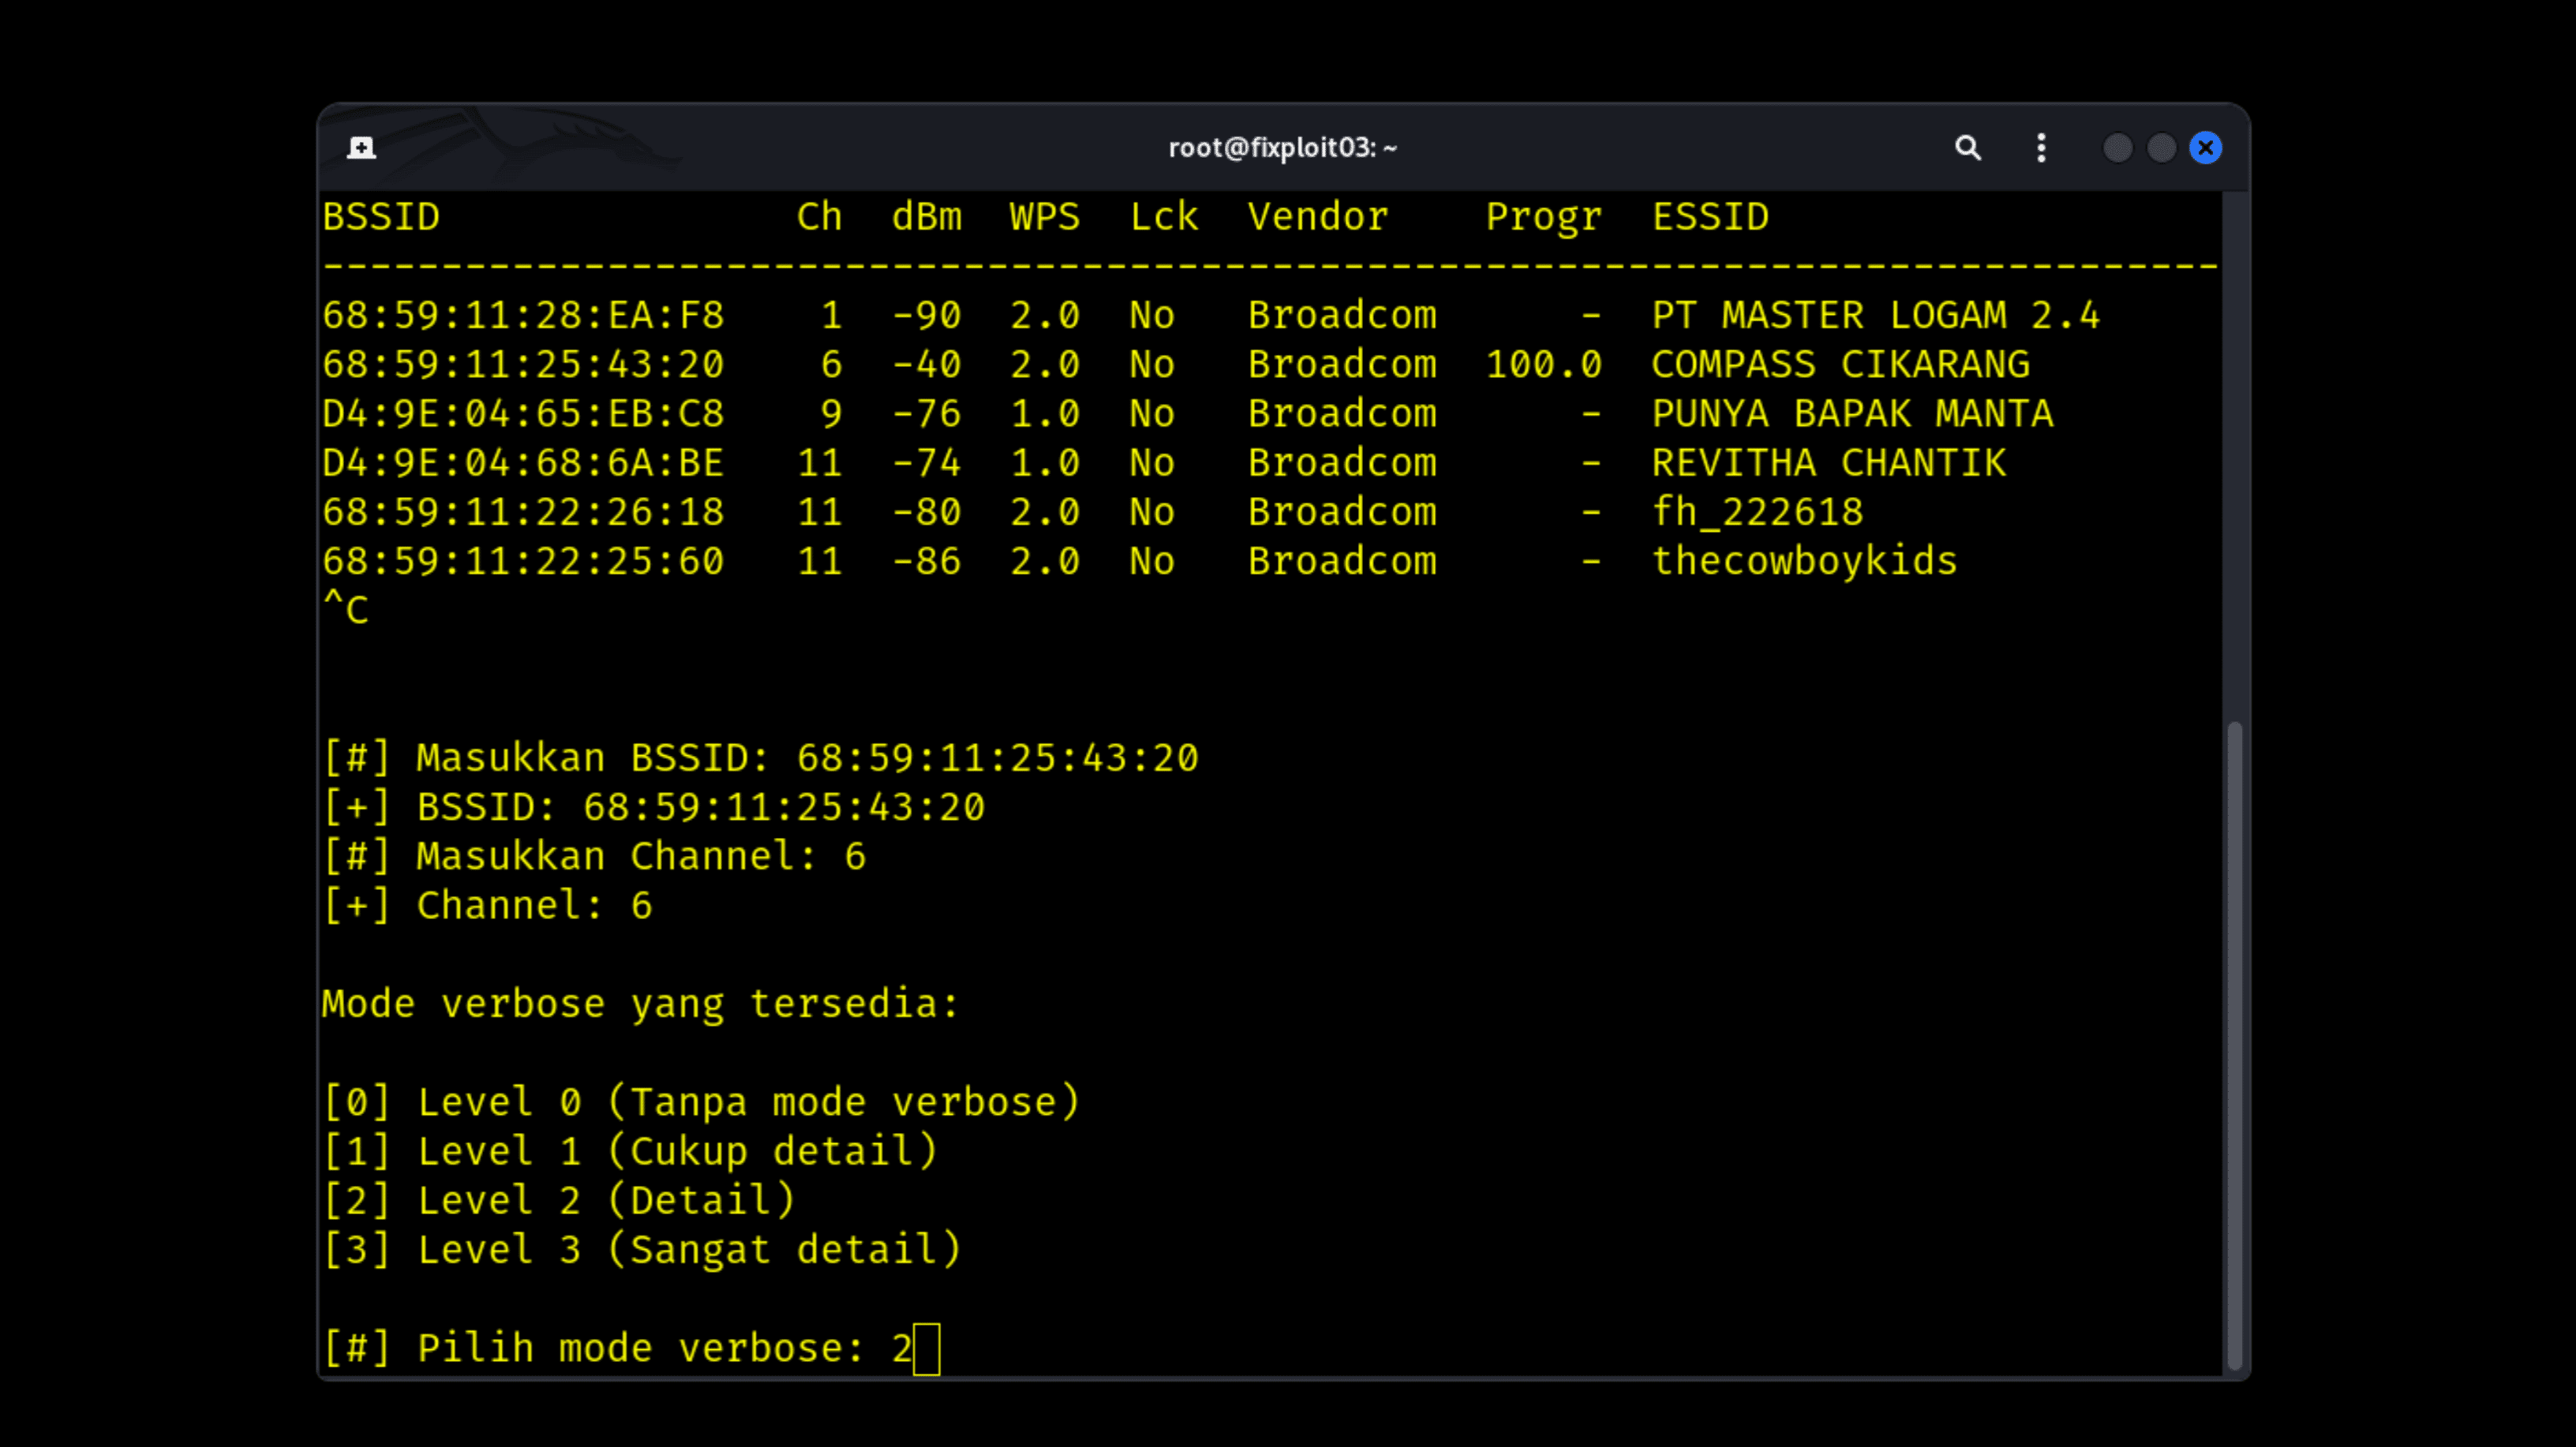 root@fixploit03: ~
BSSID Ch dBm WPS Lck Vendor Progr ESSID
--------------------------------------------------------------------------------
68:59:11:28:EA:F8 1 -90 2.0 No Broadcom - PT MASTER LOGAM 2.4
68:59:11:25:43:20 6 -40 2.0 No Broadcom 100.0 COMPASS CIKARANG
D4:9E:04:65:EB:C8 9 -76 1.0 No Broadcom - PUNYA BAPAK MANTA
D4:9E:04:68:6A:BE 11 -74 1.0 No Broadcom - REVITHA CHANTIK
68:59:11:22:26:18 11 -80 2.0 No Broadcom - fh_222618
68:59:11:22:25:60 11 -86 2.0 No Broadcom - thecowboykids
^C
[#] Masukkan BSSID: 68:59:11:25:43:20
[+] BSSID: 68:59:11:25:43:20
[#] Masukkan Channel: 6
[+] Channel: 6
Mode verbose yang tersedia:
[0] Level 0 (Tanpa mode verbose)
[1] Level 1 (Cukup detail)
[2] Level 2 (Detail)
[3] Level 3 (Sangat detail)
[#] Pilih mode verbose: 2